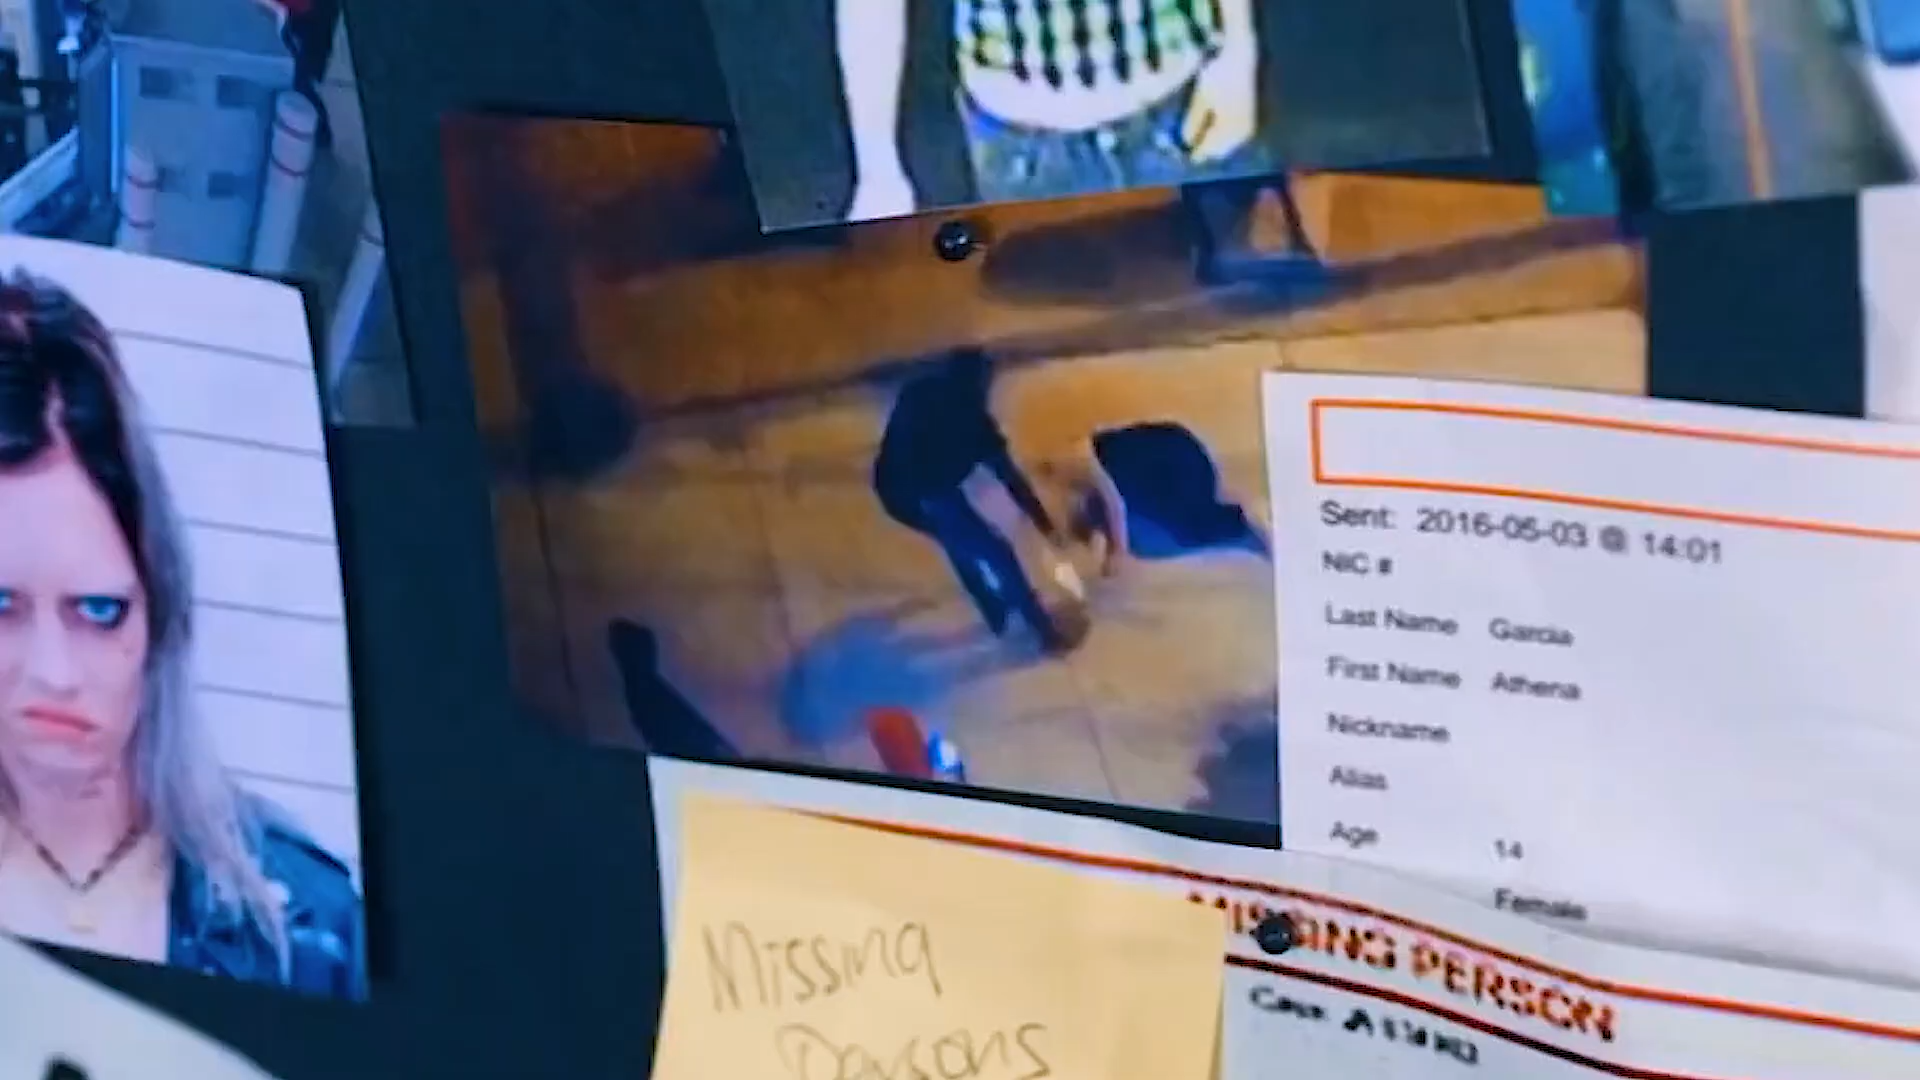 Sent: 2016-05-03 @ 14:01
NIC #
Last Name Garcia
First Name Athena
Nickname
Alias
Age 14
Female
MISSING PERSON
Missing
Persons